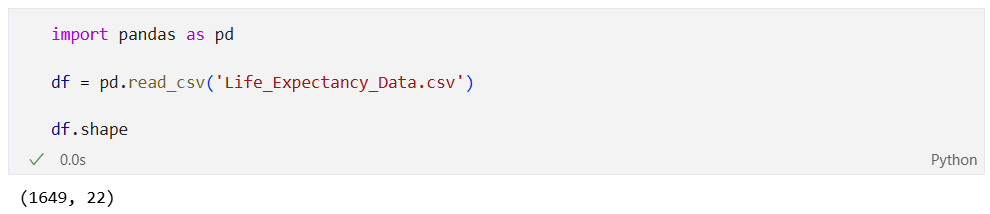 import pandas as pd
df = pd.read_csv('Life_Expectancy_Data.csv')
df.shape
0.0s
Python
(1649, 22)